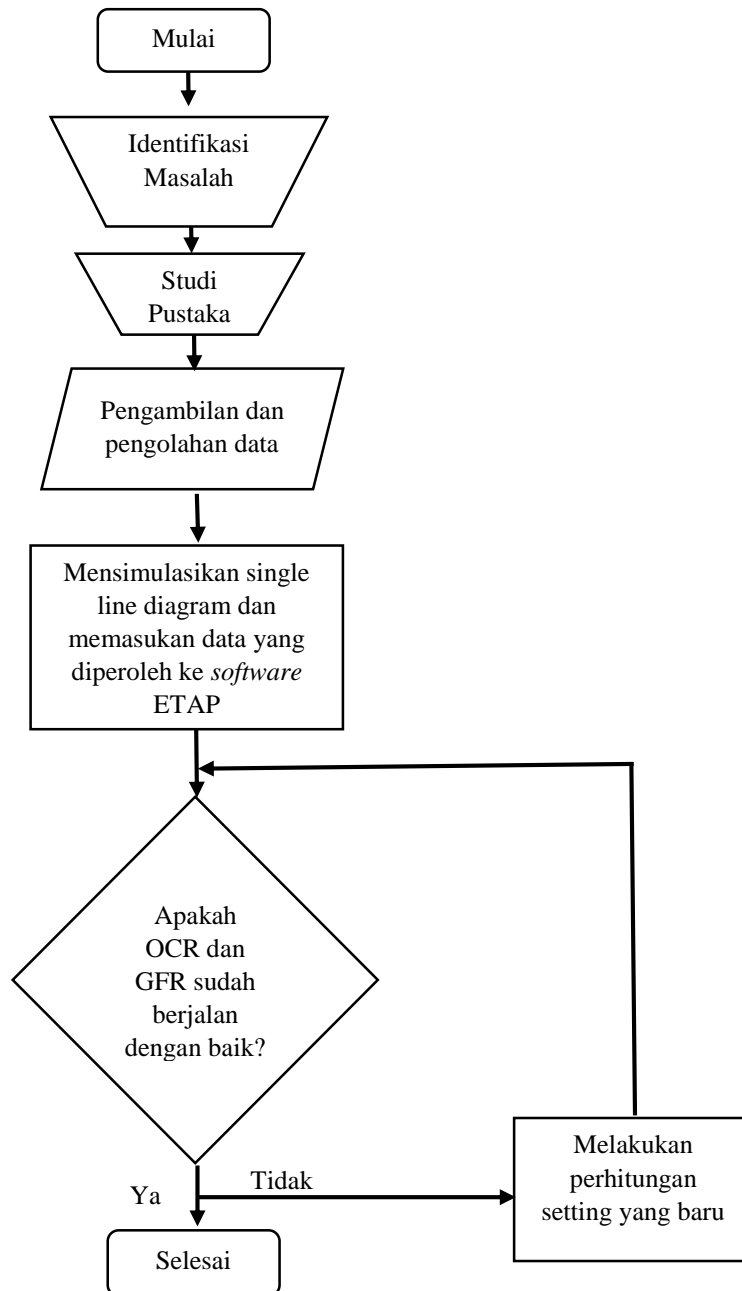 Mulai
Identifikasi
Masalah
Studi
Pustaka
Pengambilan dan
pengolahan data
Mensimulasikan single
line diagram dan
memasukan data yang
diperoleh ke software
ETAP
Apakah
OCR dan
GFR sudah
berjalan
dengan baik?
Ya
Tidak
Melakukan
perhitungan
setting yang baru
Selesai